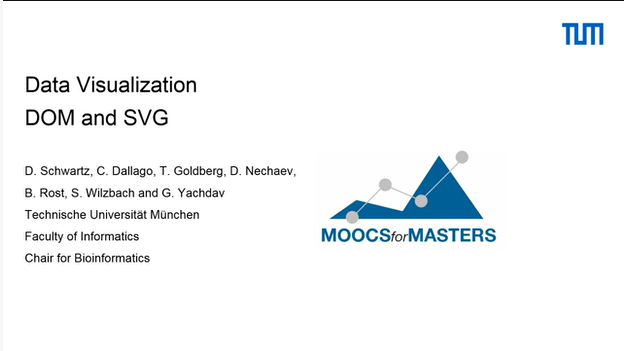 TUM
Data Visualization
DOM and SVG
D. Schwartz, C. Dallago, T. Goldberg, D. Nechaev,
B. Rost, S. Wilzbach and G. Yachdav
Technische Universität München
Faculty of Informatics
Chair for Bioinformatics
MOOCSforMASTERS